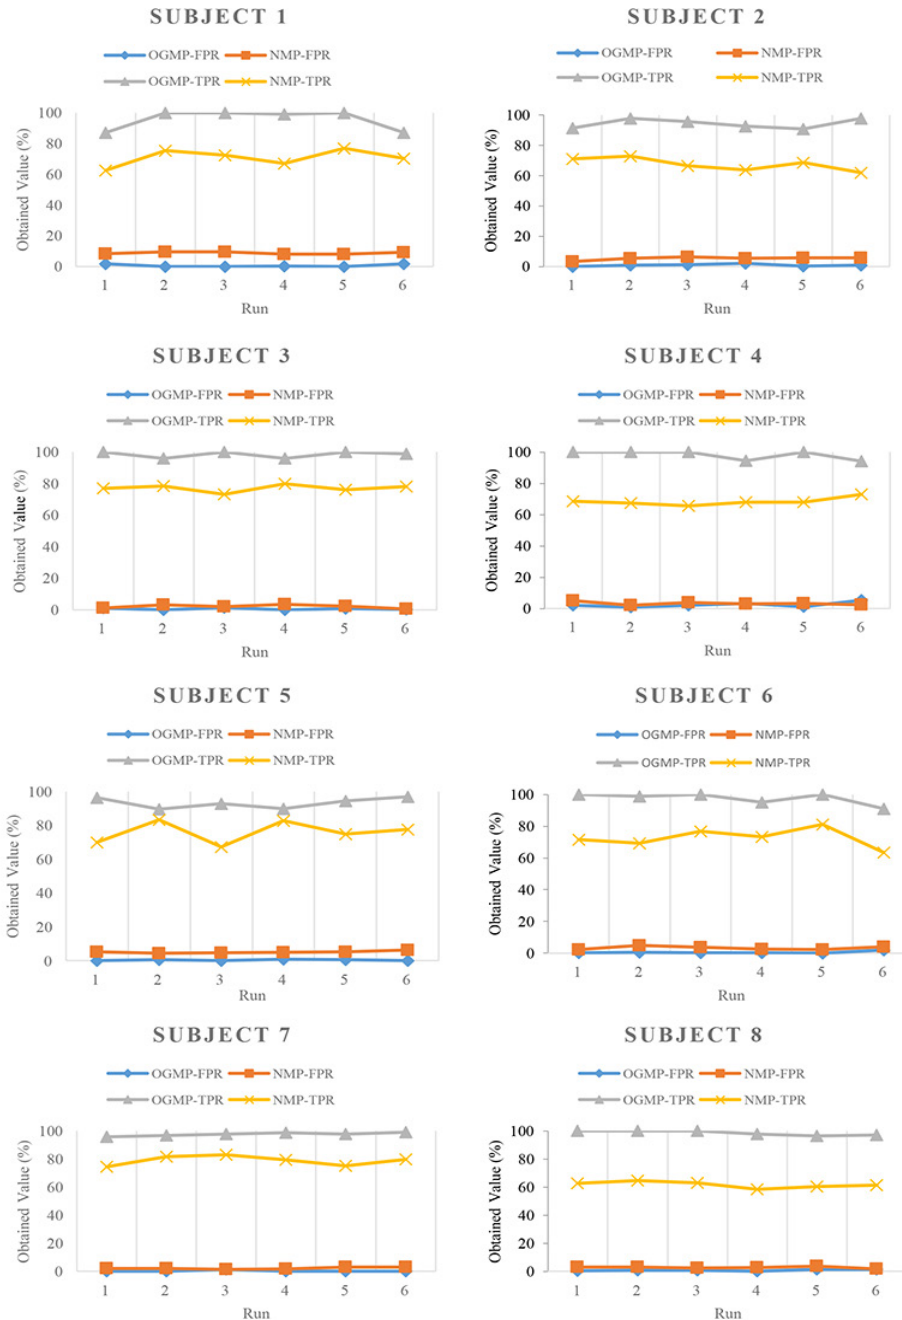 SUBJECT 1
OGMP-FPR NMP-FPR
OGMP-TPR NMP-TPR
Obtained Value (%)
100
80
60
40
20
0
1 2 3 4 5 6
Run
SUBJECT 2
OGMP-FPR NMP-FPR
OGMP-TPR NMP-TPR
Obtained Value (%)
100
80
60
40
20
0
1 2 3 4 5 6
Run
SUBJECT 3
OGMP-FPR NMP-FPR
OGMP-TPR NMP-TPR
Obtained Value (%)
100
80
60
40
20
0
1 2 3 4 5 6
Run
SUBJECT 4
OGMP-FPR NMP-FPR
OGMP-TPR NMP-TPR
Obtained Value (%)
100
80
60
40
20
0
1 2 3 4 5 6
Run
SUBJECT 5
OGMP-FPR NMP-FPR
OGMP-TPR NMP-TPR
Obtained Value (%)
100
80
60
40
20
0
1 2 3 4 5 6
Run
SUBJECT 6
OGMP-FPR NMP-FPR
OGMP-TPR NMP-TPR
Obtained Value (%)
100
80
60
40
20
0
1 2 3 4 5 6
Run
SUBJECT 7
OGMP-FPR NMP-FPR
OGMP-TPR NMP-TPR
Obtained Value (%)
100
80
60
40
20
0
1 2 3 4 5 6
Run
SUBJECT 8
OGMP-FPR NMP-FPR
OGMP-TPR NMP-TPR
Obtained Value (%)
100
80
60
40
20
0
1 2 3 4 5 6
Run